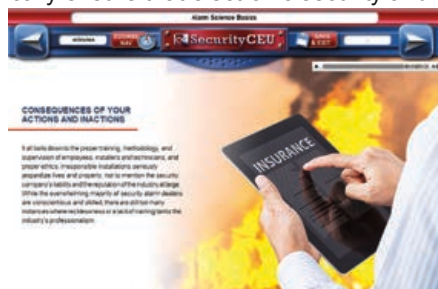 Alarm Science Basics
COURSE
NAV
SecurityCEU
SAVE
& EXIT
CONSEQUENCES OF YOUR
ACTIONS AND INACTIONS
It all boils down to the proper training, methodology, and
supervision of employees, installers and technicians, and
proper ethics. Irresponsible installations seriously
jeopardize lives and property, not to mention the security
company's liability and the reputation of the industry at large.
While the overwhelming majority of security alarm dealers
are conscientious and skilled, there are still too many
instances where recklessness or a lack of training taints the
industry's professionalism.
INSURANCE